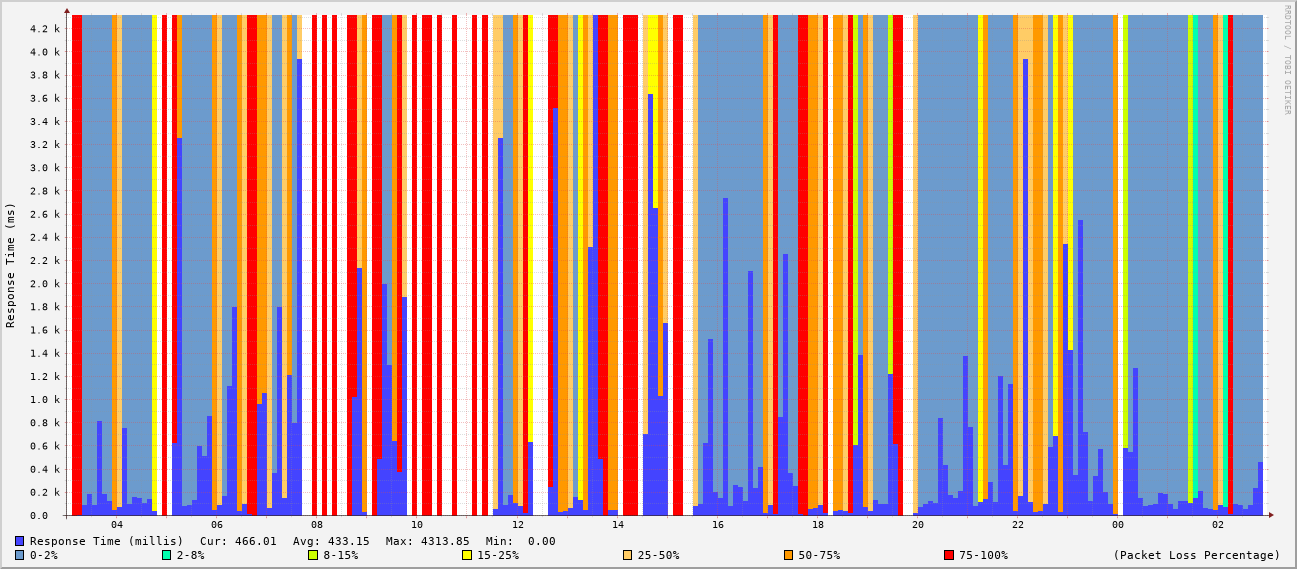 RRDTOOL / TOBI OETIKER
Response Time (ms)
4.2 k
4.0 k
3.8 k
3.6 k
3.4 k
3.2 k
3.0 k
2.8 k
2.6 k
2.4 k
2.2 k
2.0 k
1.8 k
1.6 k
1.4 k
1.2 k
1.0 k
0.8 k
0.6 k
0.4 k
0.2 k
0.0
04 06 08 10 12 14 16 18 20 22 00 02
Response Time (millis) Cur: 466.01 Avg: 433.15 Max: 4313.85 Min: 0.00
0-2% 2-8% 8-15% 15-25% 25-50% 50-75% 75-100% (Packet Loss Percentage)